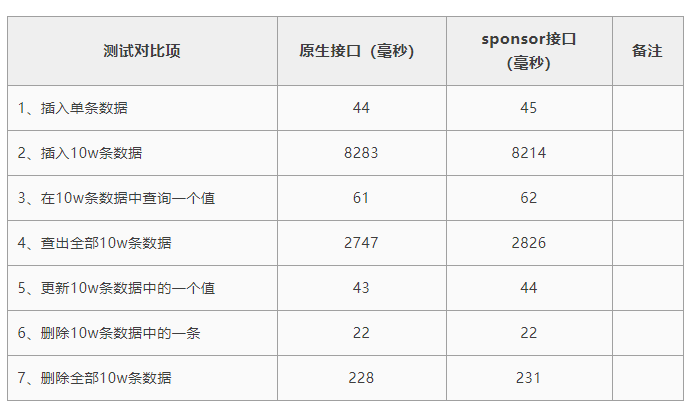 测试对比项 原生接口（毫秒） sponsor接口 备注
（毫秒）
1、插入单条数据 44 45
2、插入10w条数据 8283 8214
3、在10w条数据中查询一个值 61 62
4、查出全部10w条数据 2747 2826
5、更新10w条数据中的一个值 43 44
6、删除10w条数据中的一条 22 22
7、删除全部10w条数据 228 231